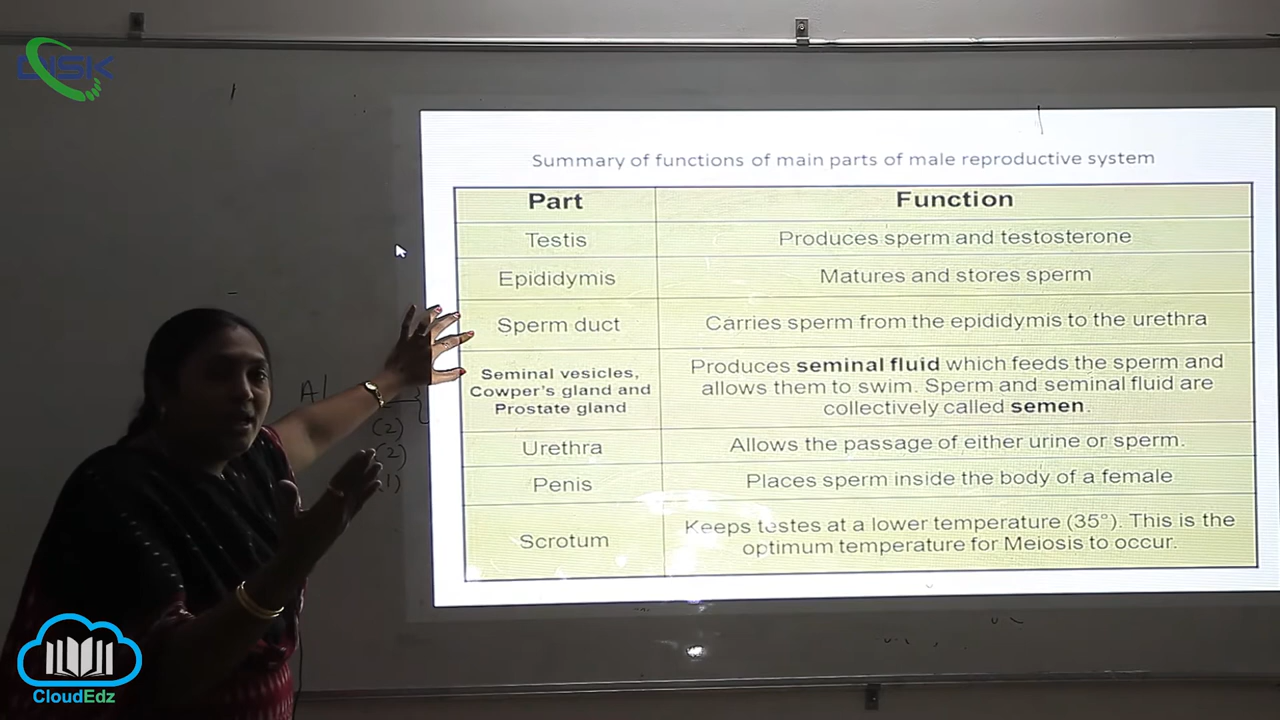 DISK
Summary of functions of main parts of male reproductive system
Part
Function
Testis
Produces sperm and testosterone
Epididymis
Matures and stores sperm
Sperm duct
Carries sperm from the epididymis to the urethra
Seminal vesicles,
Cowper's gland and
Prostate gland
Produces seminal fluid which feeds the sperm and
allows them to swim. Sperm and seminal fluid are
collectively called semen.
Urethra
Allows the passage of either urine or sperm.
Penis
Places sperm inside the body of a female
Scrotum
Keeps testes at a lower temperature (35°). This is the
optimum temperature for Meiosis to occur.
(2)
(2)
(1)
CloudEdz